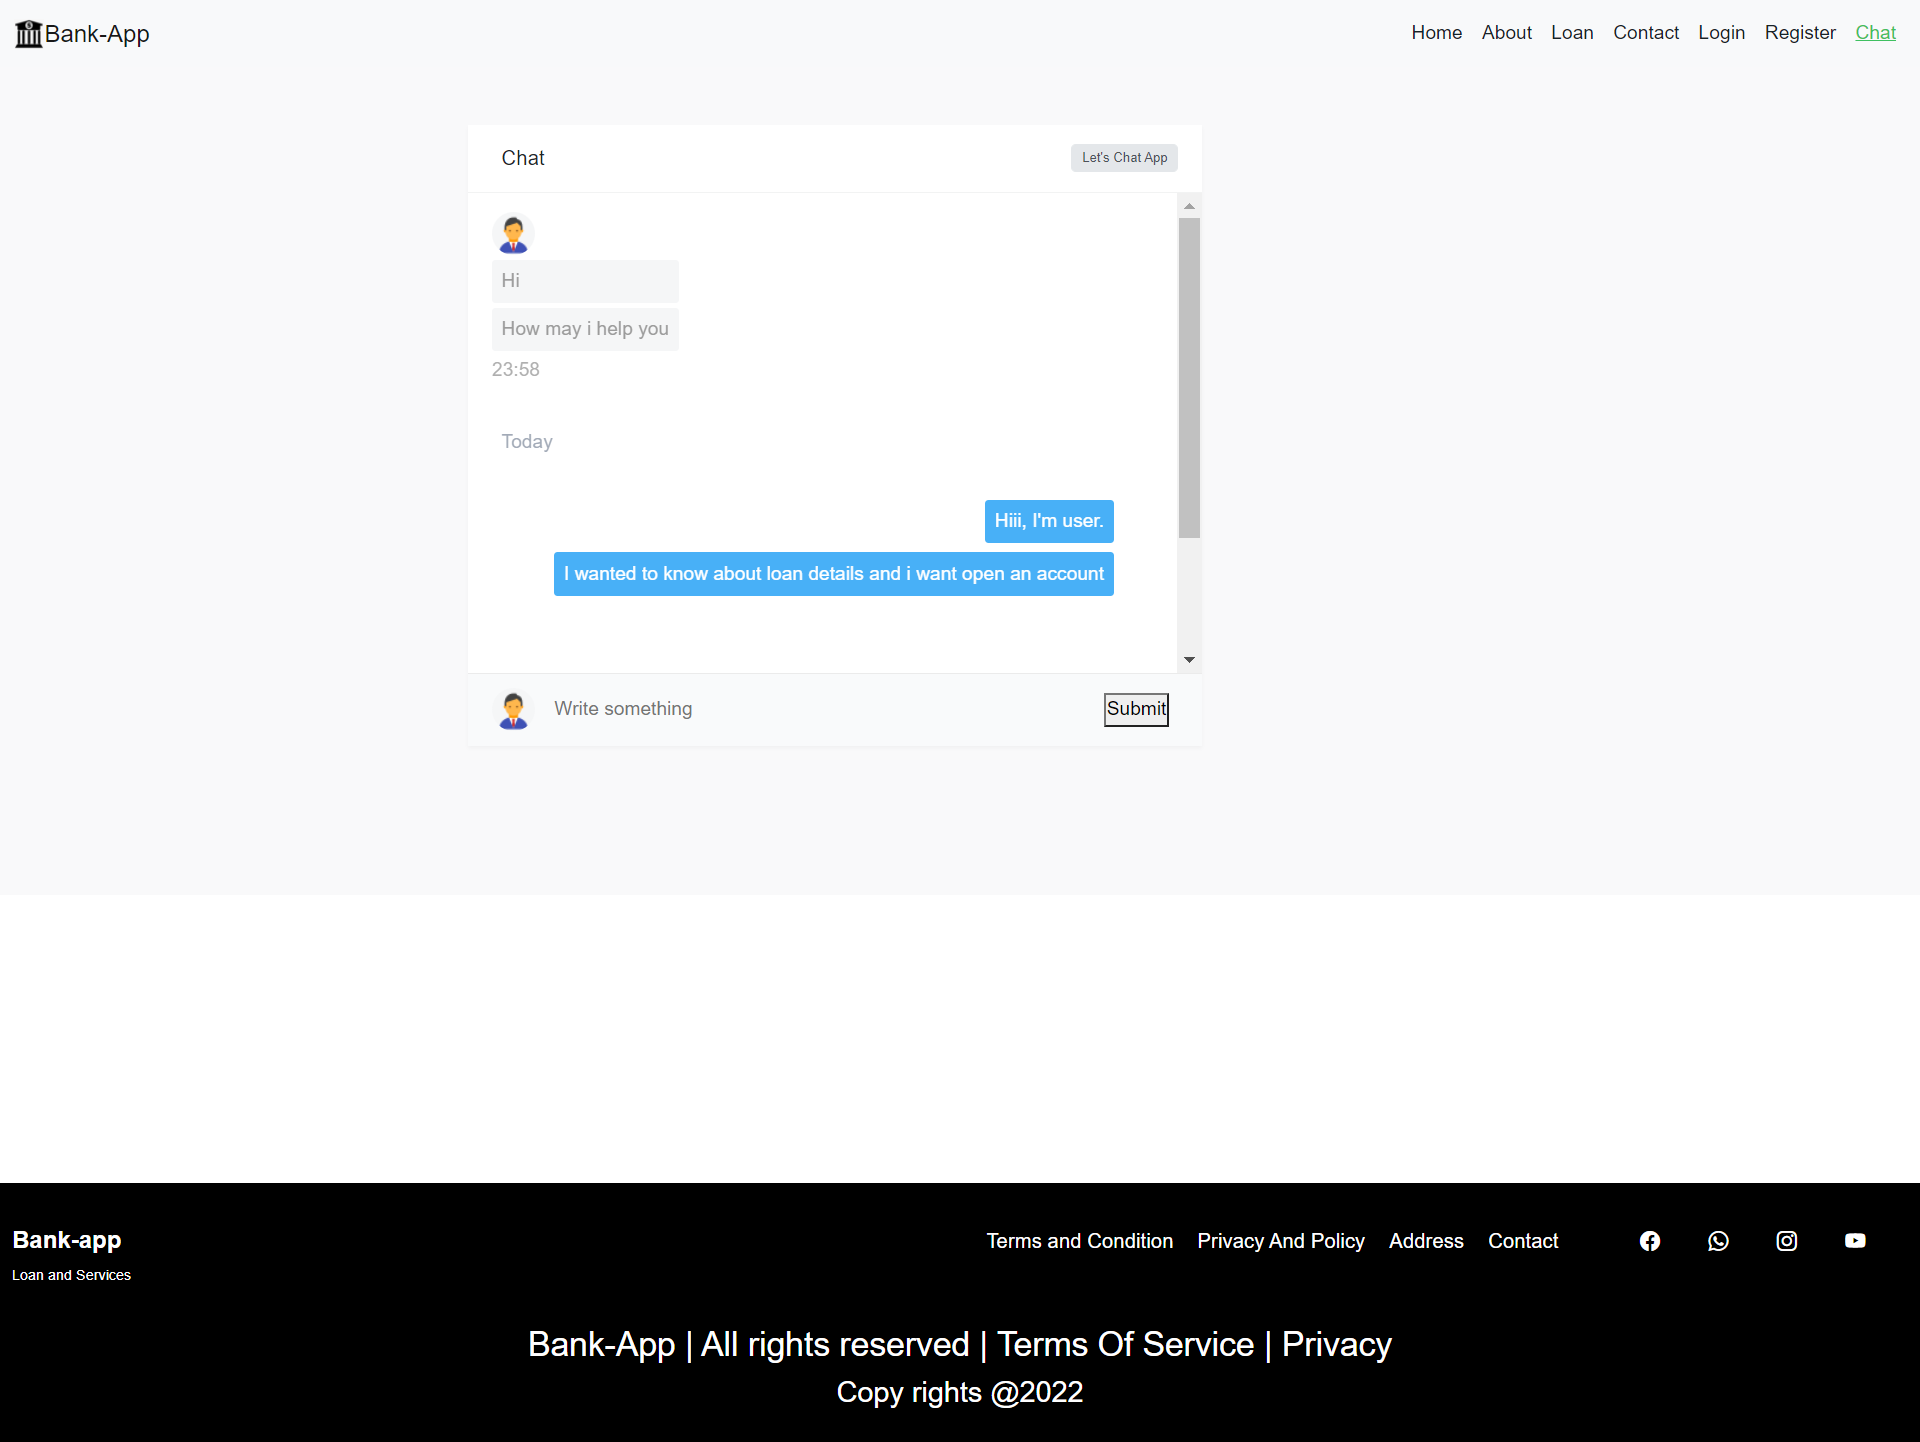 Bank-App
Home About Loan Contact Login Register Chat
Chat
Let's Chat App
Hi
How may i help you
23:58
Today
Hiii, I'm user.
I wanted to know about loan details and i want open an account
Write something
Submit
Bank-app
Loan and Services
Terms and Condition Privacy And Policy Address Contact
Bank-App | All rights reserved | Terms Of Service | Privacy
Copy rights @2022